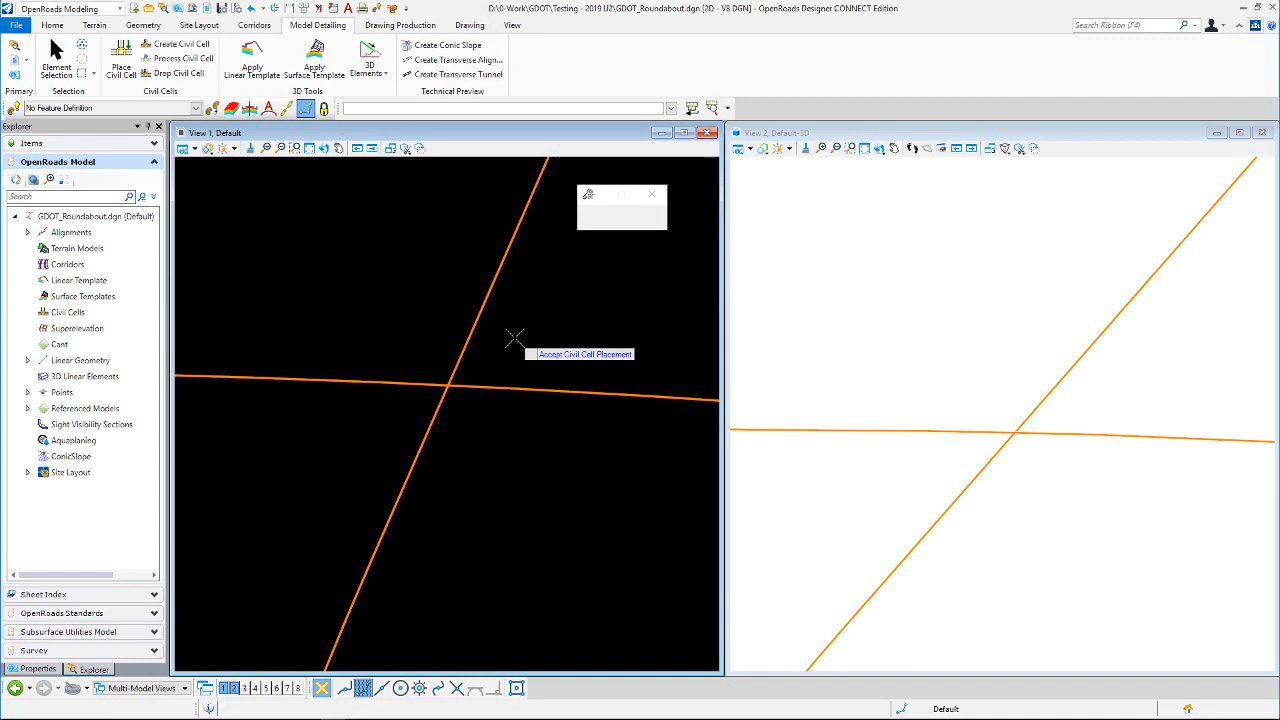 OpenRoads Modeling
D:\0-Work\GDOT\Testing - 2019 U2\GDOT_Roundabout.dgn [2D - V8 DGN] - OpenRoads Designer CONNECT Edition
File Home Terrain Geometry Site Layout Corridors Model Detailing Drawing Production Drawing View
Search Ribbon (F4)
Element Selection
Place Civil Cell
Create Civil Cell
Process Civil Cell
Drop Civil Cell
Apply Linear Template
Apply Surface Template
3D Elements
Create Conic Slope
Create Transverse Align...
Create Transverse Tunnel
Primary Selection Civil Cells 3D Tools Technical Preview
No Feature Definition
Explorer
Items
OpenRoads Model
Search
GDOT_Roundabout.dgn (Default)
Alignments
Terrain Models
Corridors
Linear Template
Surface Templates
Civil Cells
Superelevation
Cant
Linear Geometry
3D Linear Elements
Points
Referenced Models
Sight Visibility Sections
Aquaplaning
ConicSlope
Site Layout
Sheet Index
OpenRoads Standards
Subsurface Utilities Model
Survey
Properties Explorer
View 1, Default
Accept Civil Cell Placement
View 2, Default-3D
Multi-Model Views
1 2 3 4 5 6 7 8
Default